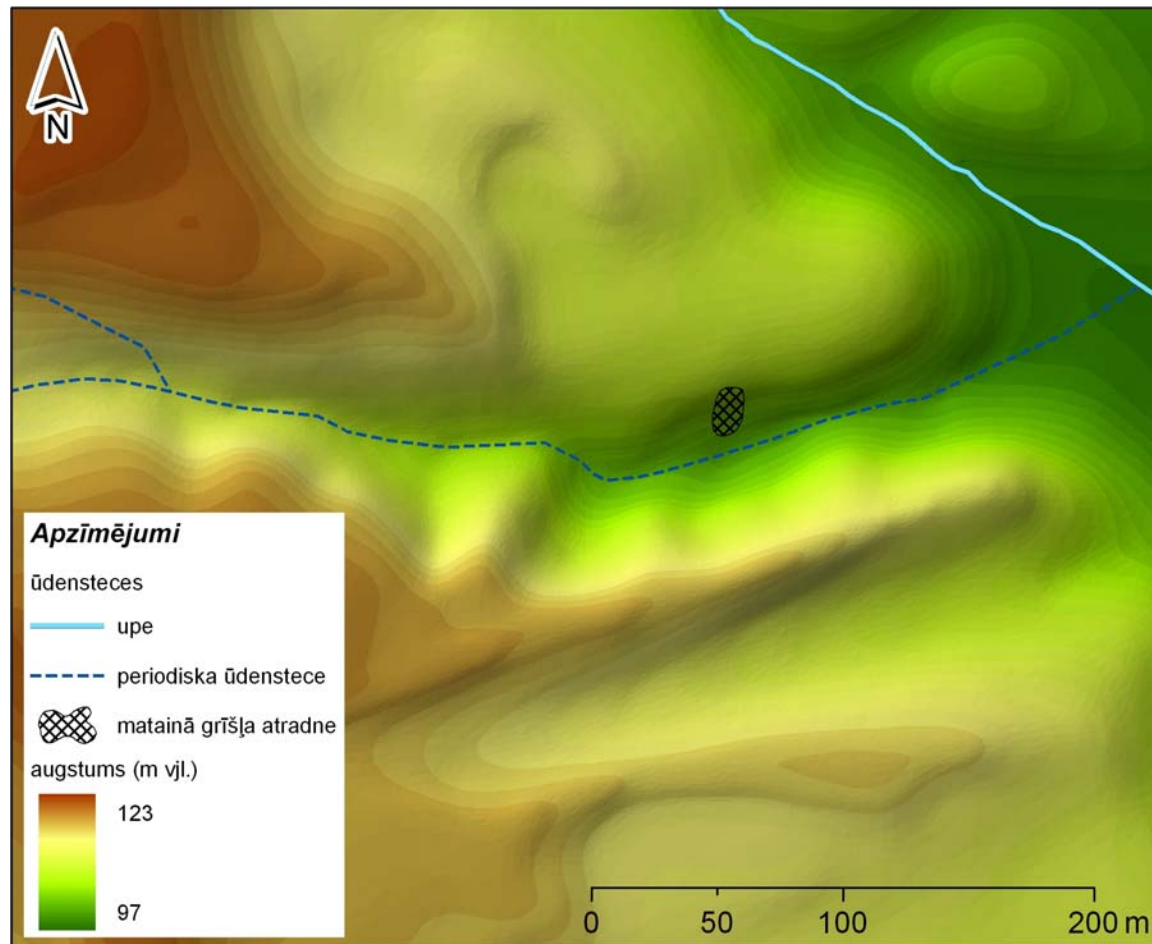 N
Apzīmējumi
ūdensteces
upe
periodiska ūdenstece
matainā grīšļa atradne
augstums (m vjl.)
123
97
0 50 100 200 m